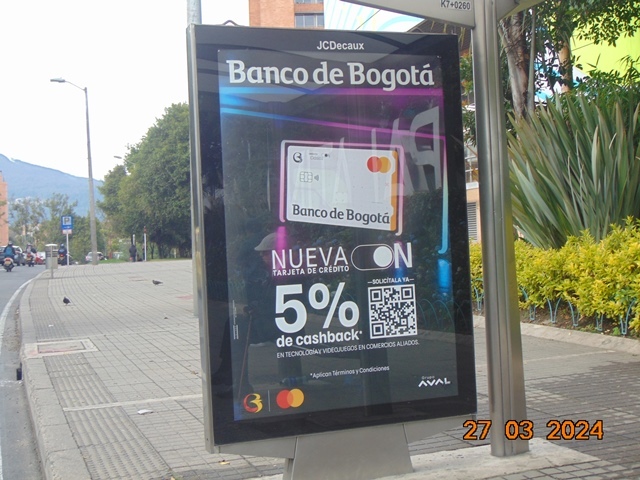 K7+0260
JCDecaux
Banco de Bogotá
Banco de Bogotá
NUEVA ON
TARJETA DE CRÉDITO
SOLICÍTALA YA
5%
de cashback*
EN TECNOLOGÍA Y VIDEOJUEGOS EN COMERCIOS ALIADOS.
*Aplican Términos y Condiciones
Grupo
AVAL
27 03 2024